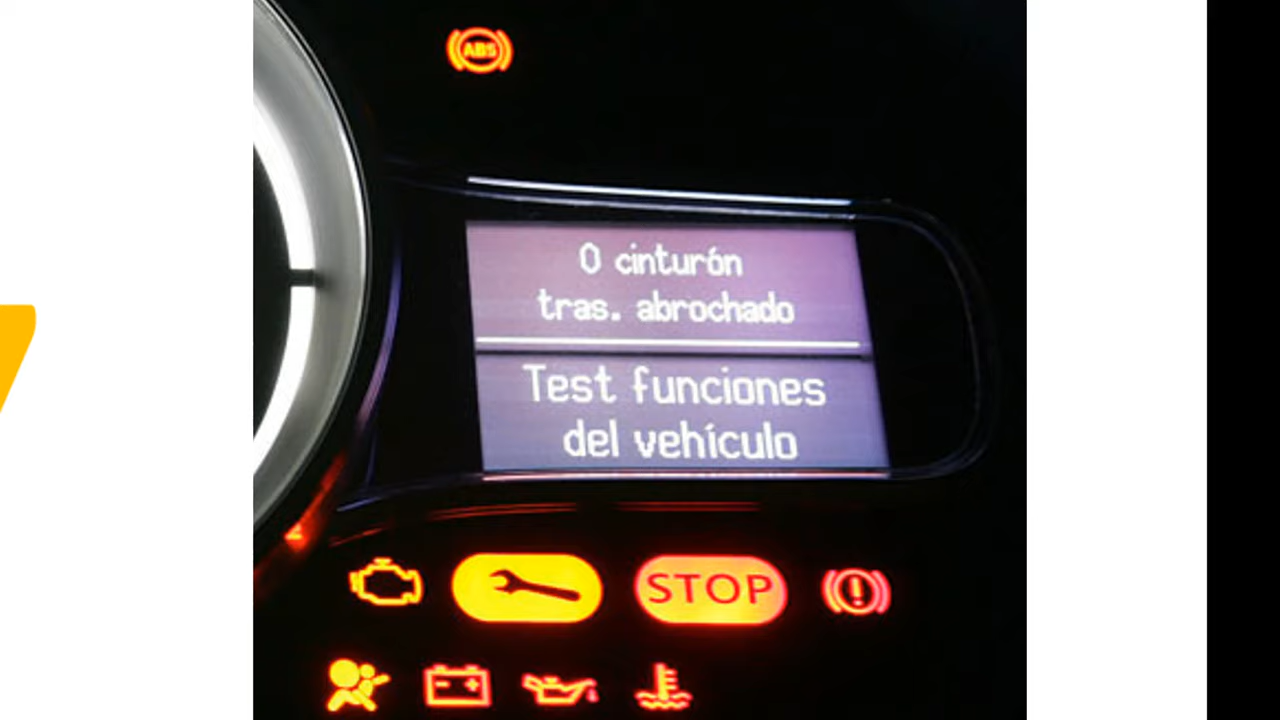 ABS
0 cinturón
tras. abrochado
Test funciones
del vehículo
STOP